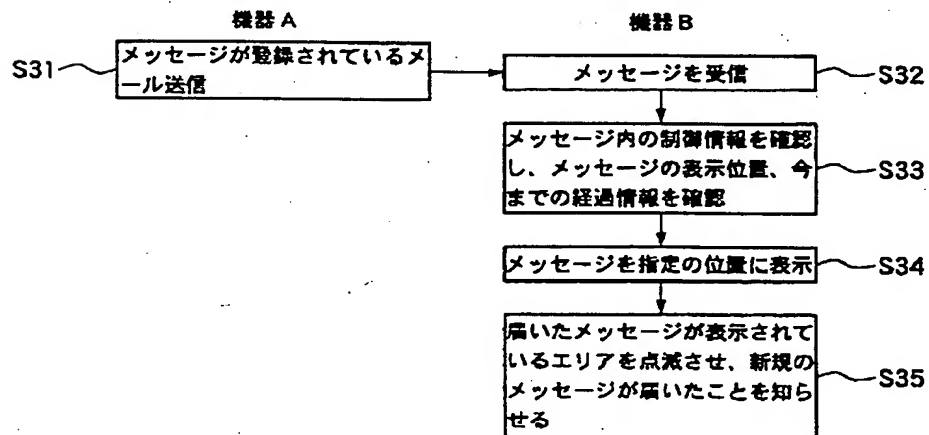 機器A
機器B
S31
メッセージが登録されているメ
ール送信
メッセージを受信
S32
メッセージ内の制御情報を確認
し、メッセージの表示位置、今
までの経過情報を確認
S33
メッセージを指定の位置に表示
S34
届いたメッセージが表示されて
いるエリアを点滅させ、新規の
メッセージが届いたことを知ら
せる
S35